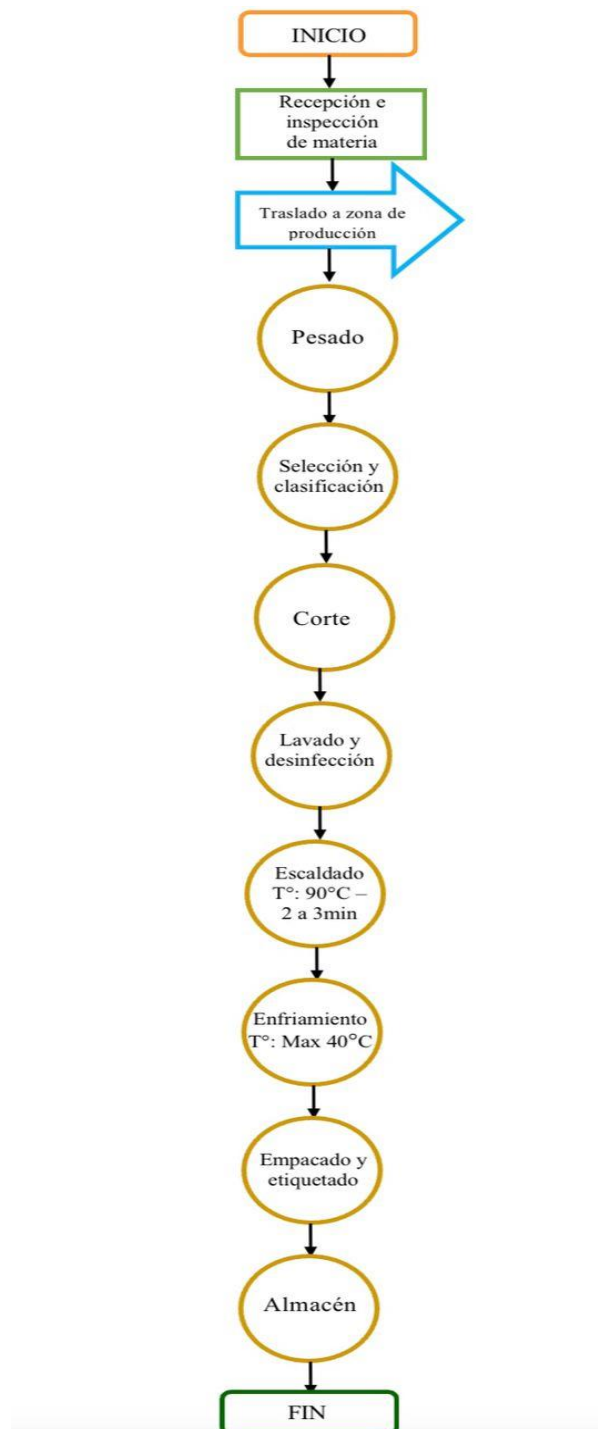 INICIO
Recepción e
inspección
de materia
Traslado a zona de
producción
Pesado
Selección y
clasificación
Corte
Lavado y
desinfección
Escaldado
T°: 90°C –
2 a 3min
Enfriamiento
T°: Max 40°C
Empacado y
etiquetado
Almacén
FIN